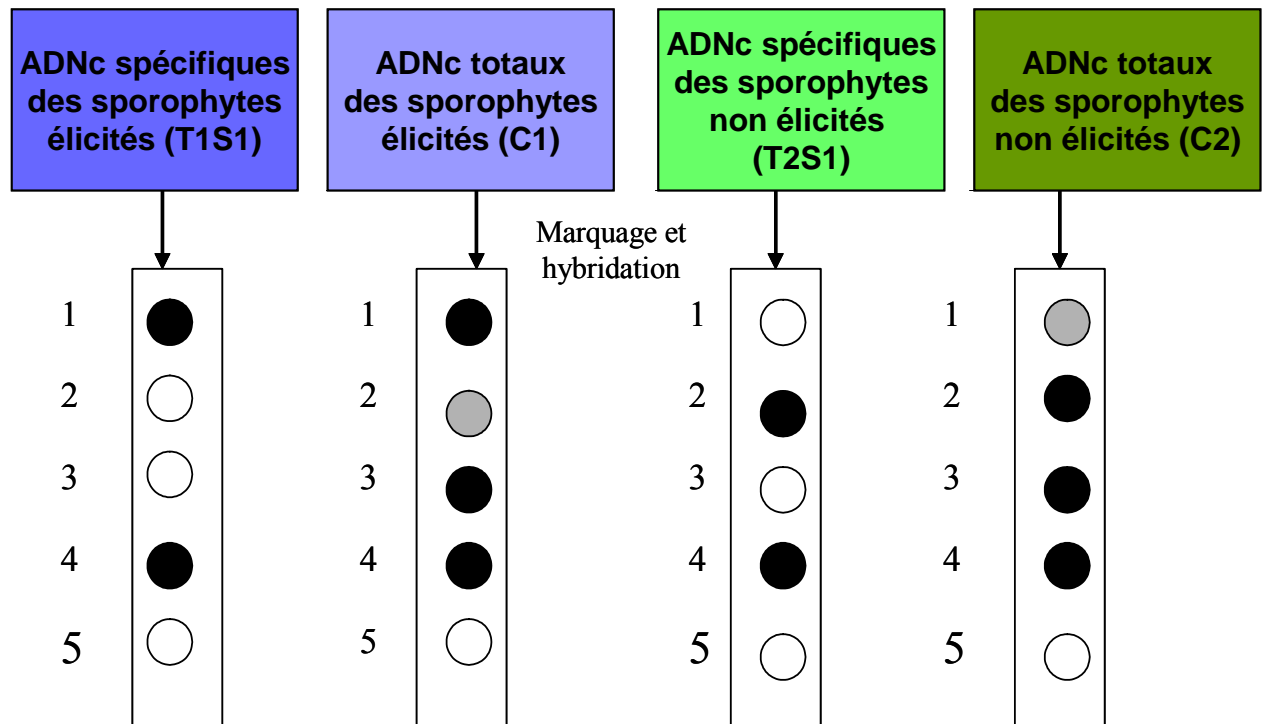 ADNc spécifiques
des sporophytes
élicités (T1S1)
ADNc totaux
des sporophytes
élicités (C1)
ADNc spécifiques
des sporophytes
non élicités
(T2S1)
ADNc totaux
des sporophytes
non élicités (C2)
Marquage et
hybridation
1
2
3
4
5
1
2
3
4
5
1
2
3
4
5
1
2
3
4
5